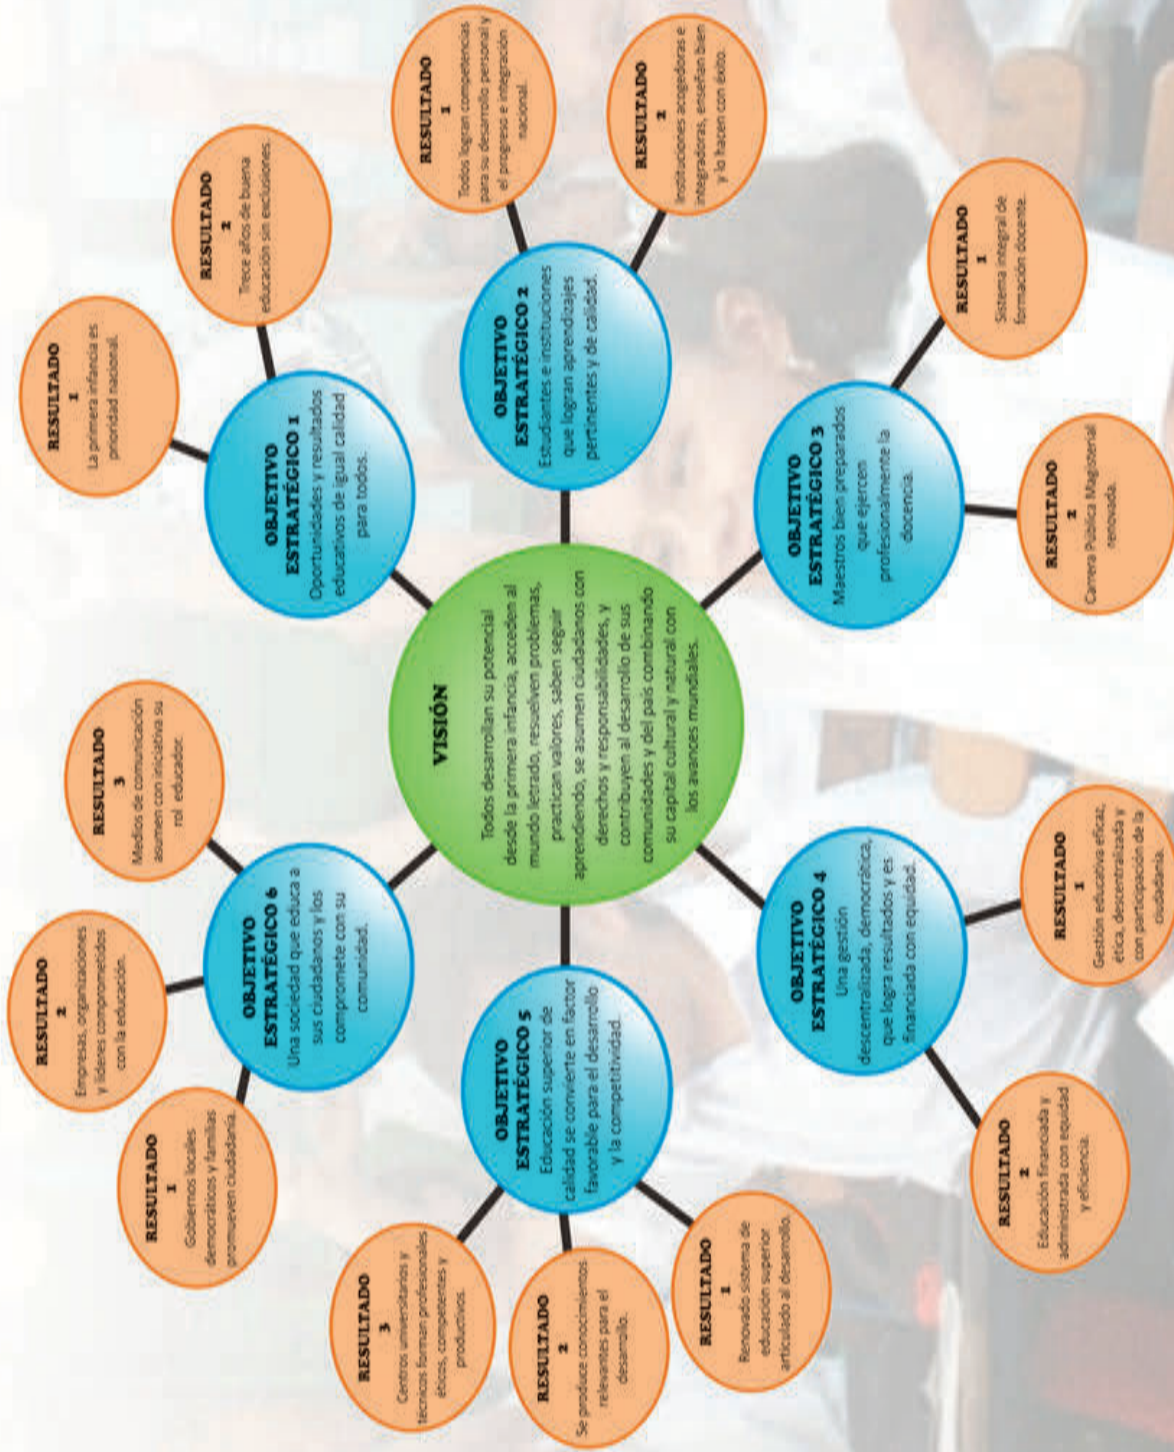 VISIÓN
Todos desarrollan su potencial
desde la primera infancia, acceden al
mundo letrado, resuelven problemas,
practican valores, saben seguir
aprendiendo, se asumen ciudadanos con
derechos y responsabilidades, y
contribuyen al desarrollo de sus
comunidades y del país combinando
su capital cultural y natural con
los avances mundiales.
OBJETIVO
ESTRATÉGICO 1
Oportunidades y resultados
educativos de igual calidad
para todos.
RESULTADO
1
La primera infancia es
prioridad nacional.
RESULTADO
2
Trece años de buena
educación sin exclusiones.
OBJETIVO
ESTRATÉGICO 2
Estudiantes e instituciones
que logran aprendizajes
pertinentes y de calidad.
RESULTADO
1
Todos logran competencias
para su desarrollo personal y
el progreso e integración
nacional.
RESULTADO
2
Instituciones acogedoras e
integradoras, enseñan bien
y lo hacen con éxito.
OBJETIVO
ESTRATÉGICO 3
Maestros bien preparados
que ejercen
profesionalmente la
docencia.
RESULTADO
1
Sistema integral de
formación docente.
RESULTADO
2
Carrera Pública Magisterial
renovada.
OBJETIVO
ESTRATÉGICO 4
Una gestión
descentralizada, democrática,
que logra resultados y es
financiada con equidad.
RESULTADO
1
Gestión educativa eficaz,
ética, descentralizada y
con participación de la
ciudadanía.
RESULTADO
2
Educación financiada y
administrada con equidad
y eficiencia.
OBJETIVO
ESTRATÉGICO 5
Educación superior de
calidad se convierte en factor
favorable para el desarrollo
y la competitividad.
RESULTADO
1
Renovado sistema de
educación superior
articulado al desarrollo.
RESULTADO
2
Se produce conocimientos
relevantes para el
desarrollo.
RESULTADO
3
Centros universitarios y
técnicos forman profesionales
éticos, competentes y
productivos.
OBJETIVO
ESTRATÉGICO 6
Una sociedad que educa a
sus ciudadanos y los
compromete con su
comunidad.
RESULTADO
1
Gobiernos locales
democráticos y familias
promueven ciudadanía.
RESULTADO
2
Empresas, organizaciones
y líderes comprometidos
con la educación.
RESULTADO
3
Medios de comunicación
asumen con iniciativa su
rol educador.